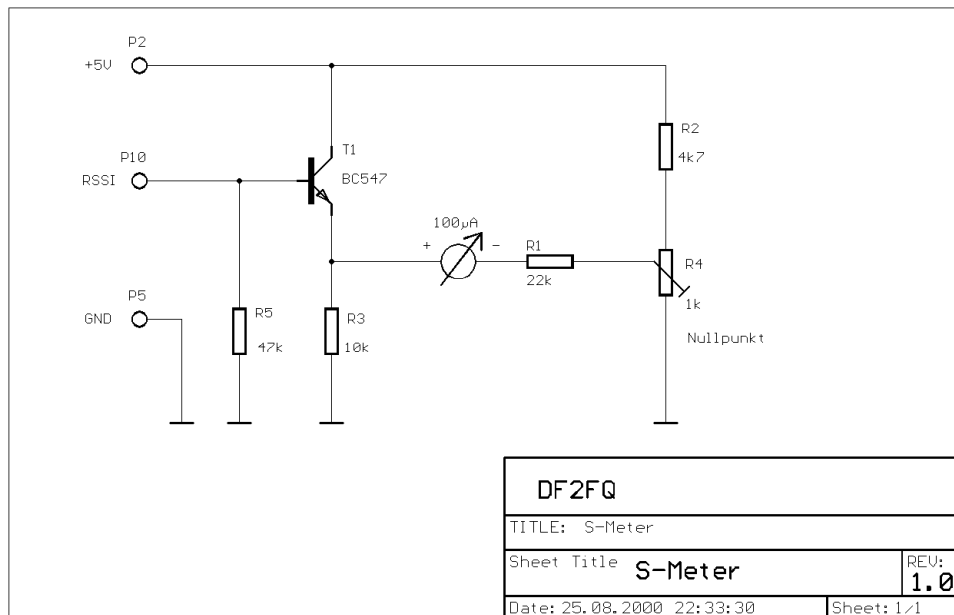 P2
+5V
R2
4k7
T1
BC547
P10
RSSI
100µA
+
-
R1
22k
R4
1k
Nullpunkt
P5
GND
R5
47k
R3
10k
DF2FQ
TITLE: S-Meter
Sheet Title S-Meter
REV:
1.0
Date: 25.08.2000 22:33:30
Sheet: 1/1